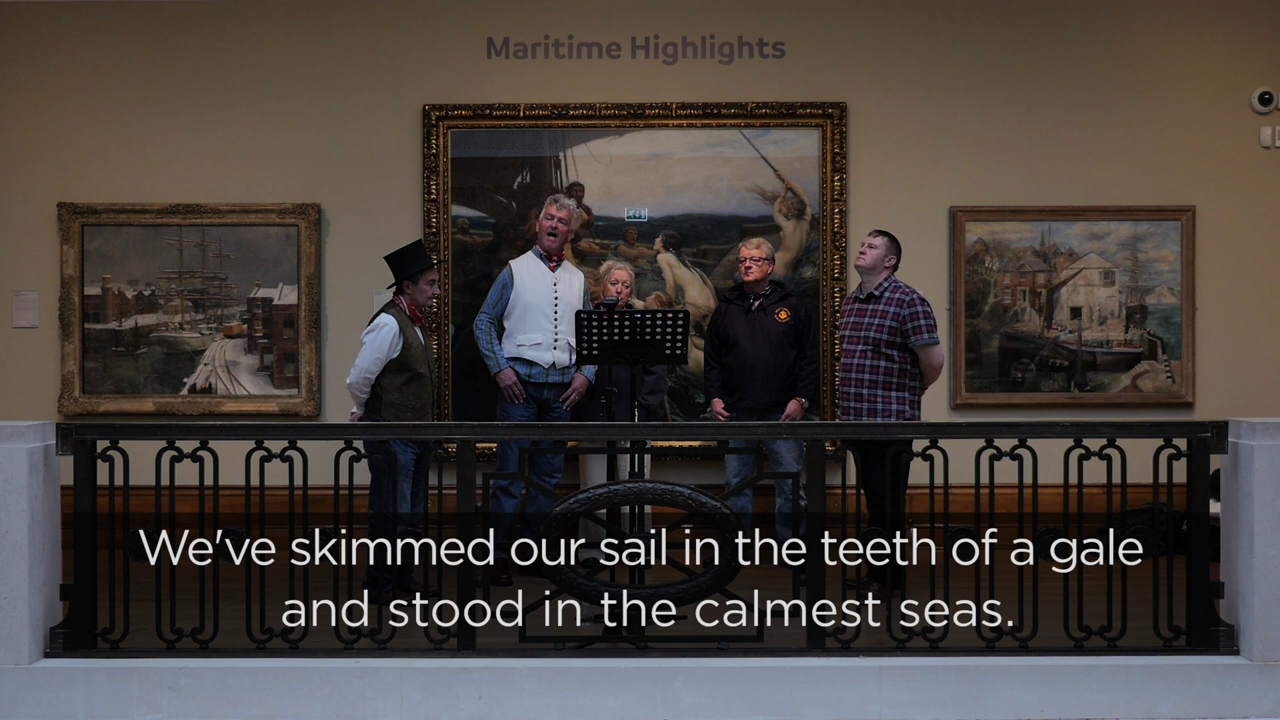 Maritime Highlights
We've skimmed our sail in the teeth of a gale
and stood in the calmest seas.